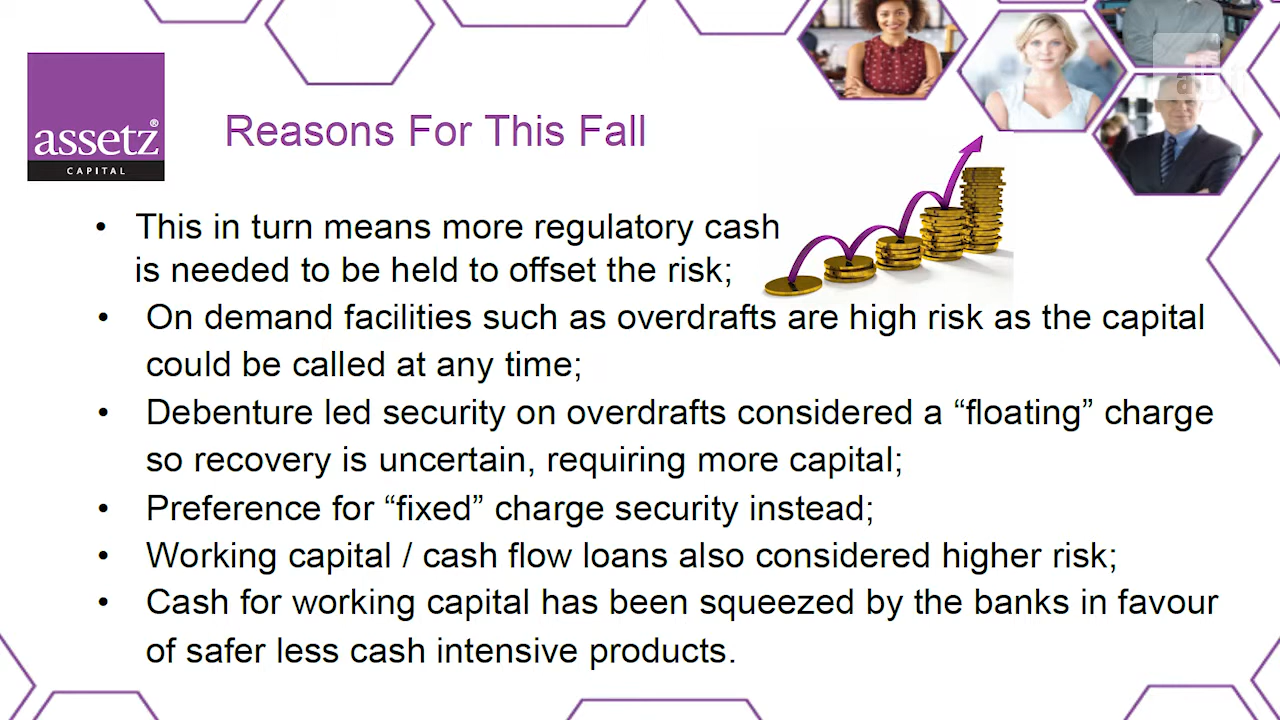 assetz®
CAPITAL
Reasons For This Fall
• This in turn means more regulatory cash
is needed to be held to offset the risk;
• On demand facilities such as overdrafts are high risk as the capital
could be called at any time;
• Debenture led security on overdrafts considered a “floating” charge
so recovery is uncertain, requiring more capital;
• Preference for “fixed” charge security instead;
• Working capital / cash flow loans also considered higher risk;
• Cash for working capital has been squeezed by the banks in favour
of safer less cash intensive products.